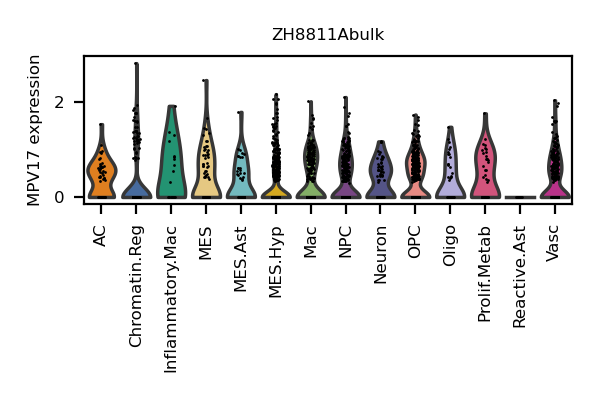 ZH8811Abulk
MPV17 expression
2
0
AC
Chromatin.Reg
Inflammatory.Mac
MES
MES.Ast
MES.Hyp
Mac
NPC
Neuron
OPC
Oligo
Prolif.Metab
Reactive.Ast
Vasc